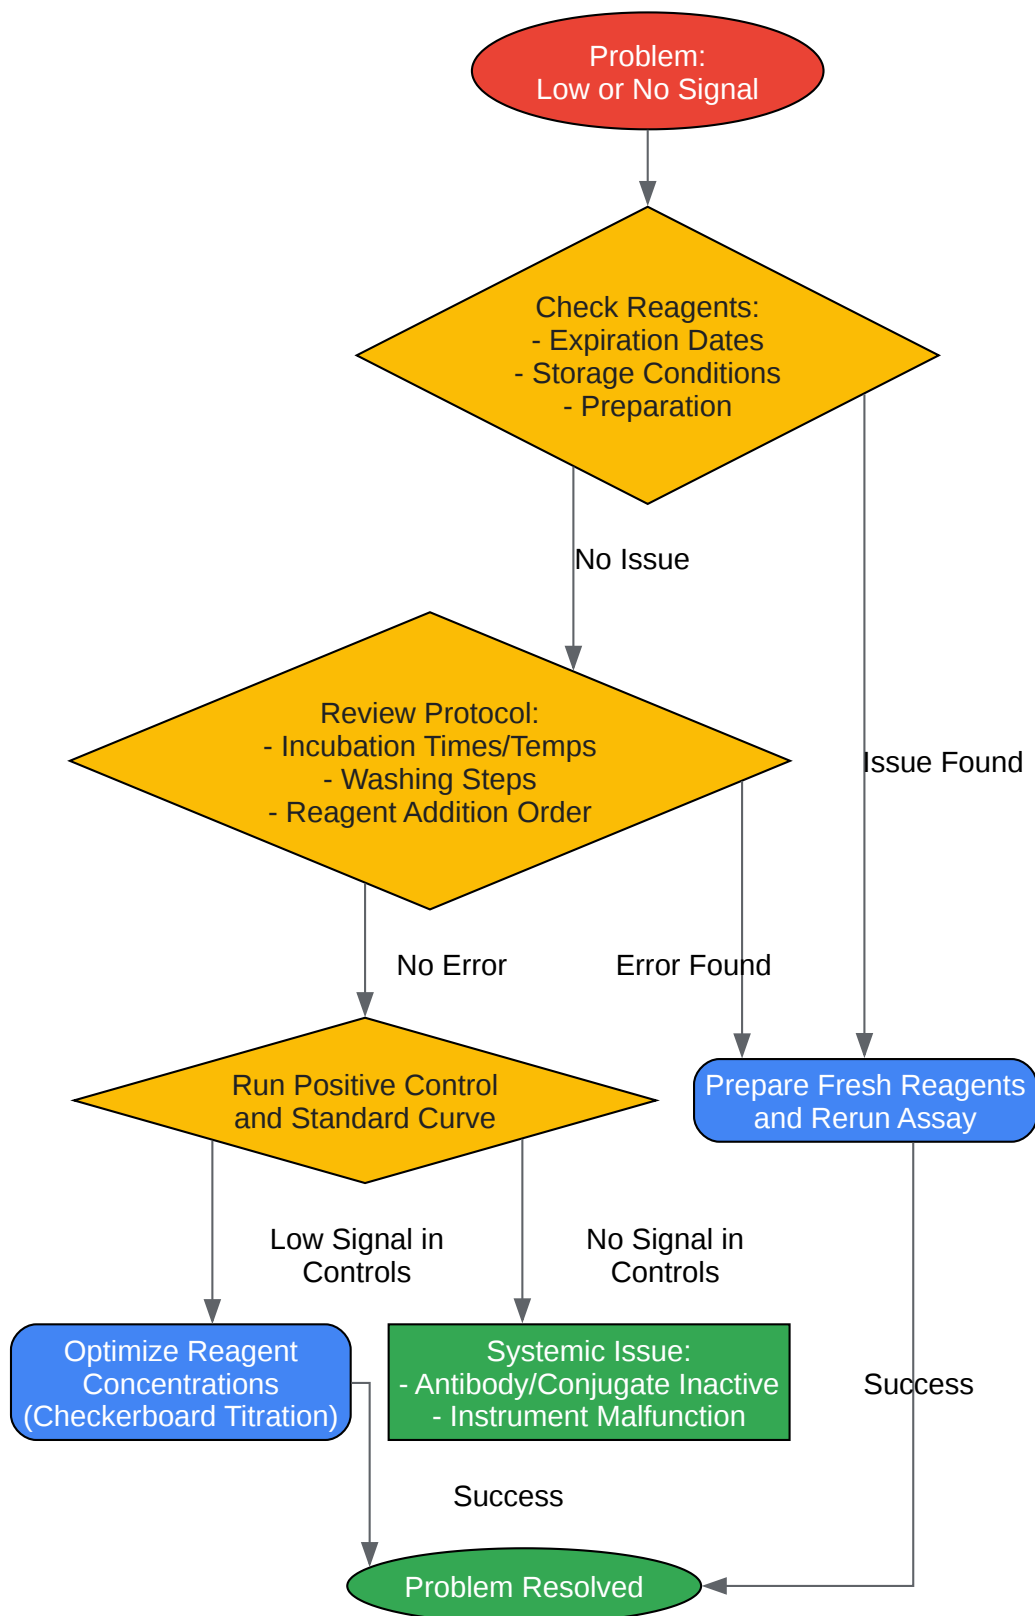 Problem:
Low or No Signal
Check Reagents:
- Expiration Dates
- Storage Conditions
- Preparation
No Issue
Review Protocol:
- Incubation Times/Temps
- Washing Steps
- Reagent Addition Order
Issue Found
No Error
Error Found
Run Positive Control
and Standard Curve
Prepare Fresh Reagents
and Rerun Assay
Low Signal in
Controls
No Signal in
Controls
Optimize Reagent
Concentrations
(Checkerboard Titration)
Systemic Issue:
- Antibody/Conjugate Inactive
- Instrument Malfunction
Success
Success
Problem Resolved